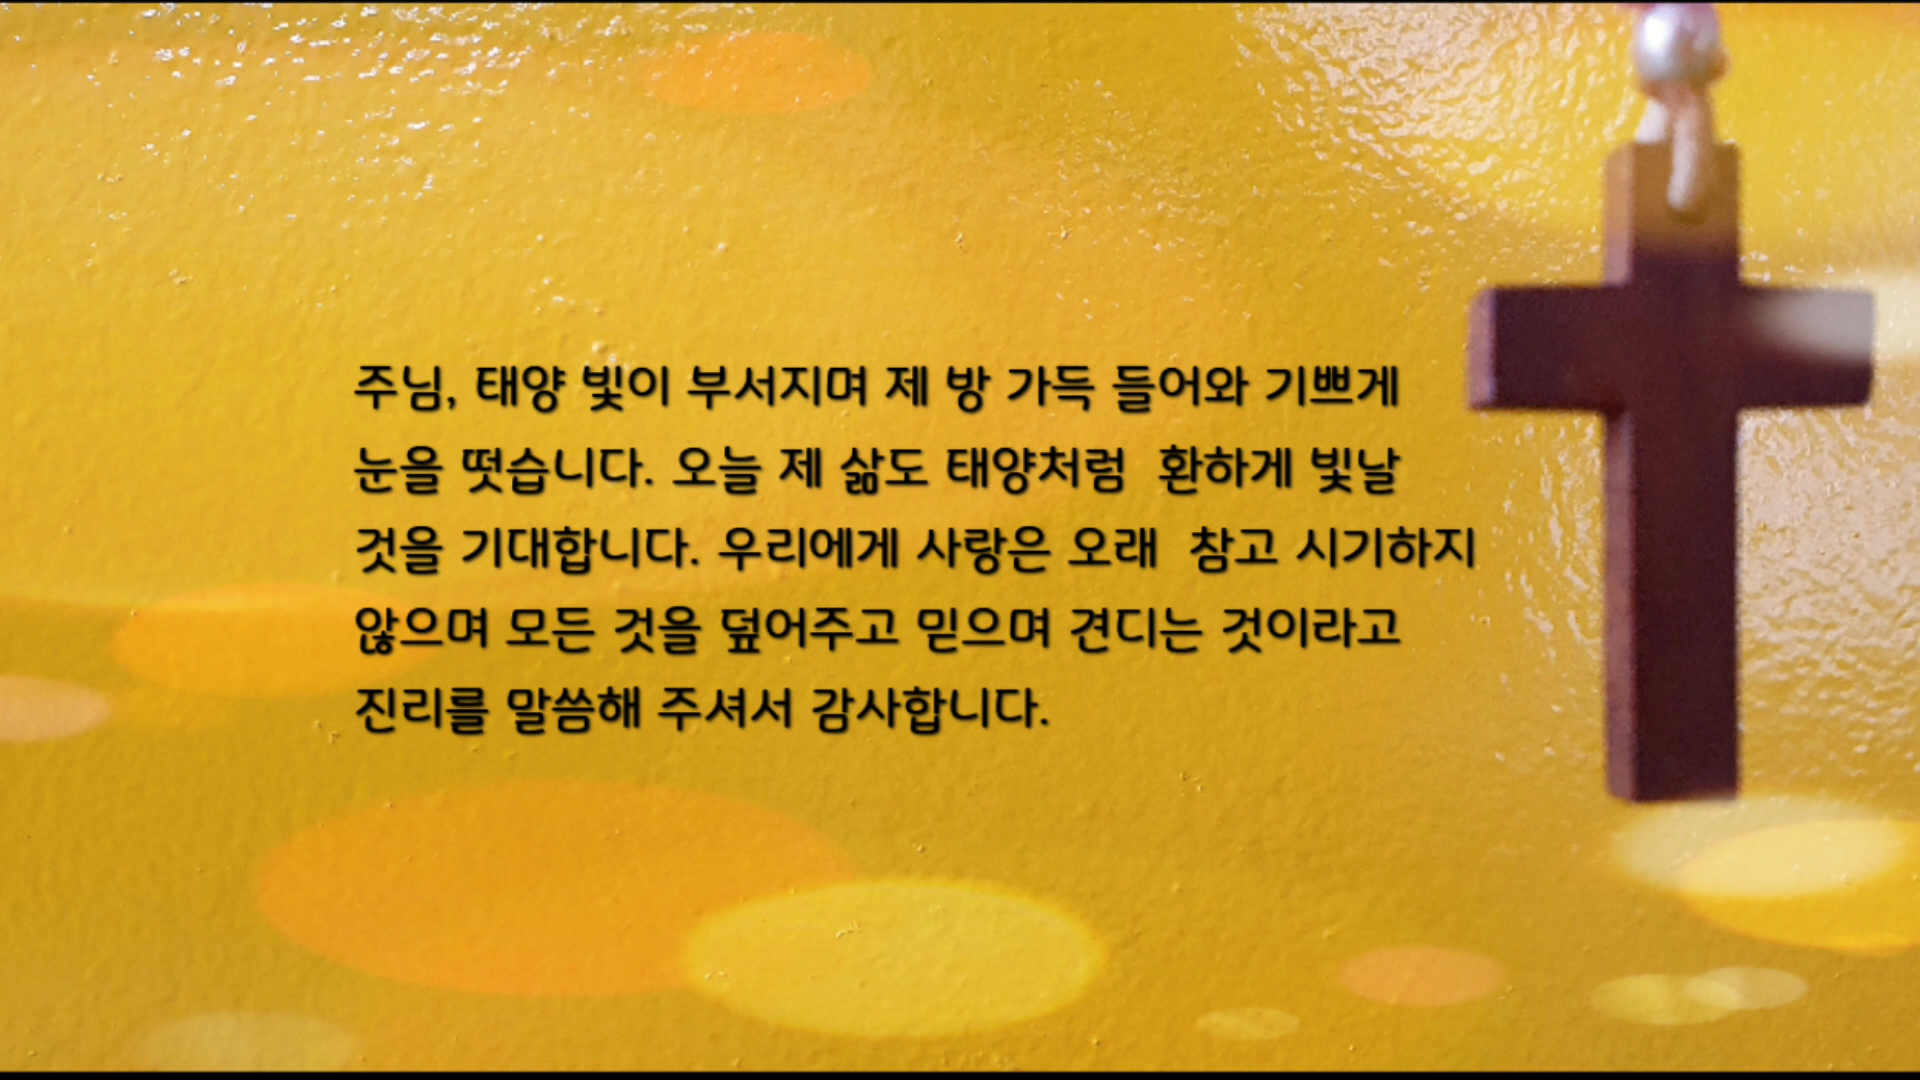 주님, 태양 빛이 부서지며 제 방 가득 들어와 기쁘게
눈을 떳습니다. 오늘 제 삶도 태양처럼  환하게 빛날
것을 기대합니다. 우리에게 사랑은 오래  참고 시기하지
않으며 모든 것을 덮어주고 믿으며 견디는 것이라고
진리를 말씀해 주셔서 감사합니다.